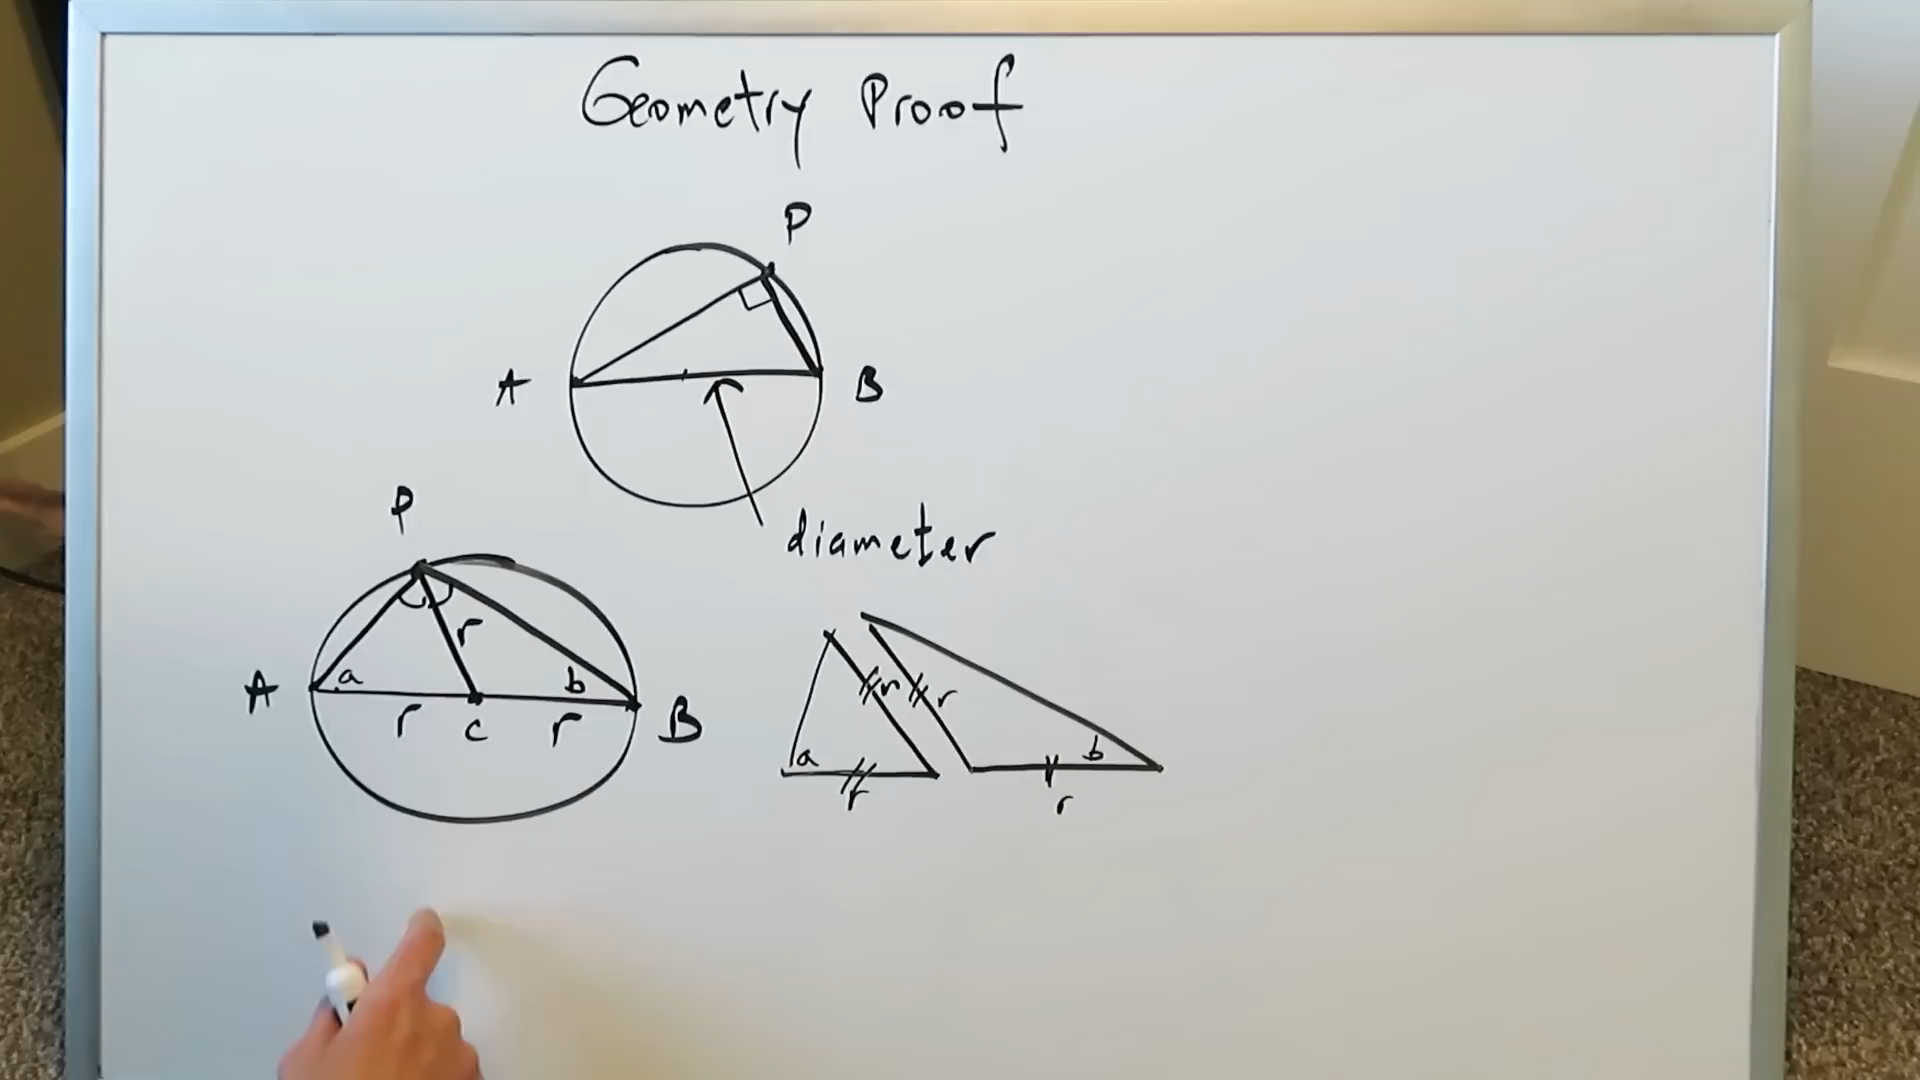 Geometry Proof
P
A B
diameter
P
r
A a b B
r c r
r r
a b
r r